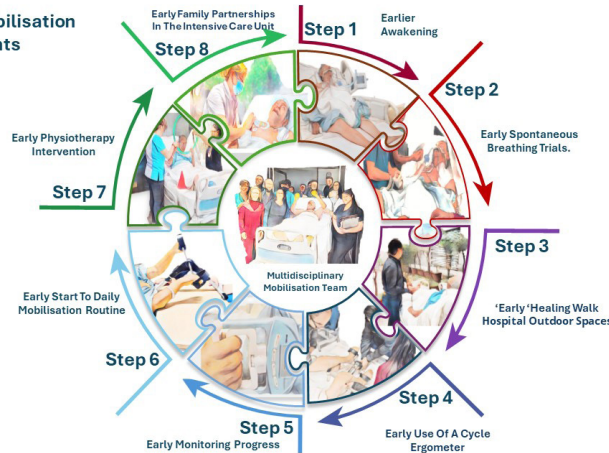 bilisation
nts
Early Family Partnerships
In The Intensive Care Unit
Step 8
Step 1
Earlier
Awakening
Step 2
Early Spontaneous
Breathing Trials.
Step 3
‘Early ‘Healing Walk
Hospital Outdoor Spaces
Step 4
Early Use Of A Cycle
Ergometer
Step 5
Early Monitoring Progress
Step 6
Early Start To Daily
Mobilisation Routine
Step 7
Early Physiotherapy
Intervention
Multidisciplinary
Mobilisation Team